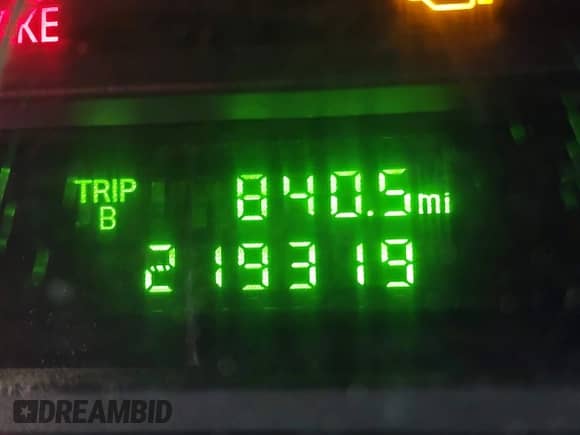 KE
TRIP 840.5mi
B
219319
DREAMBID